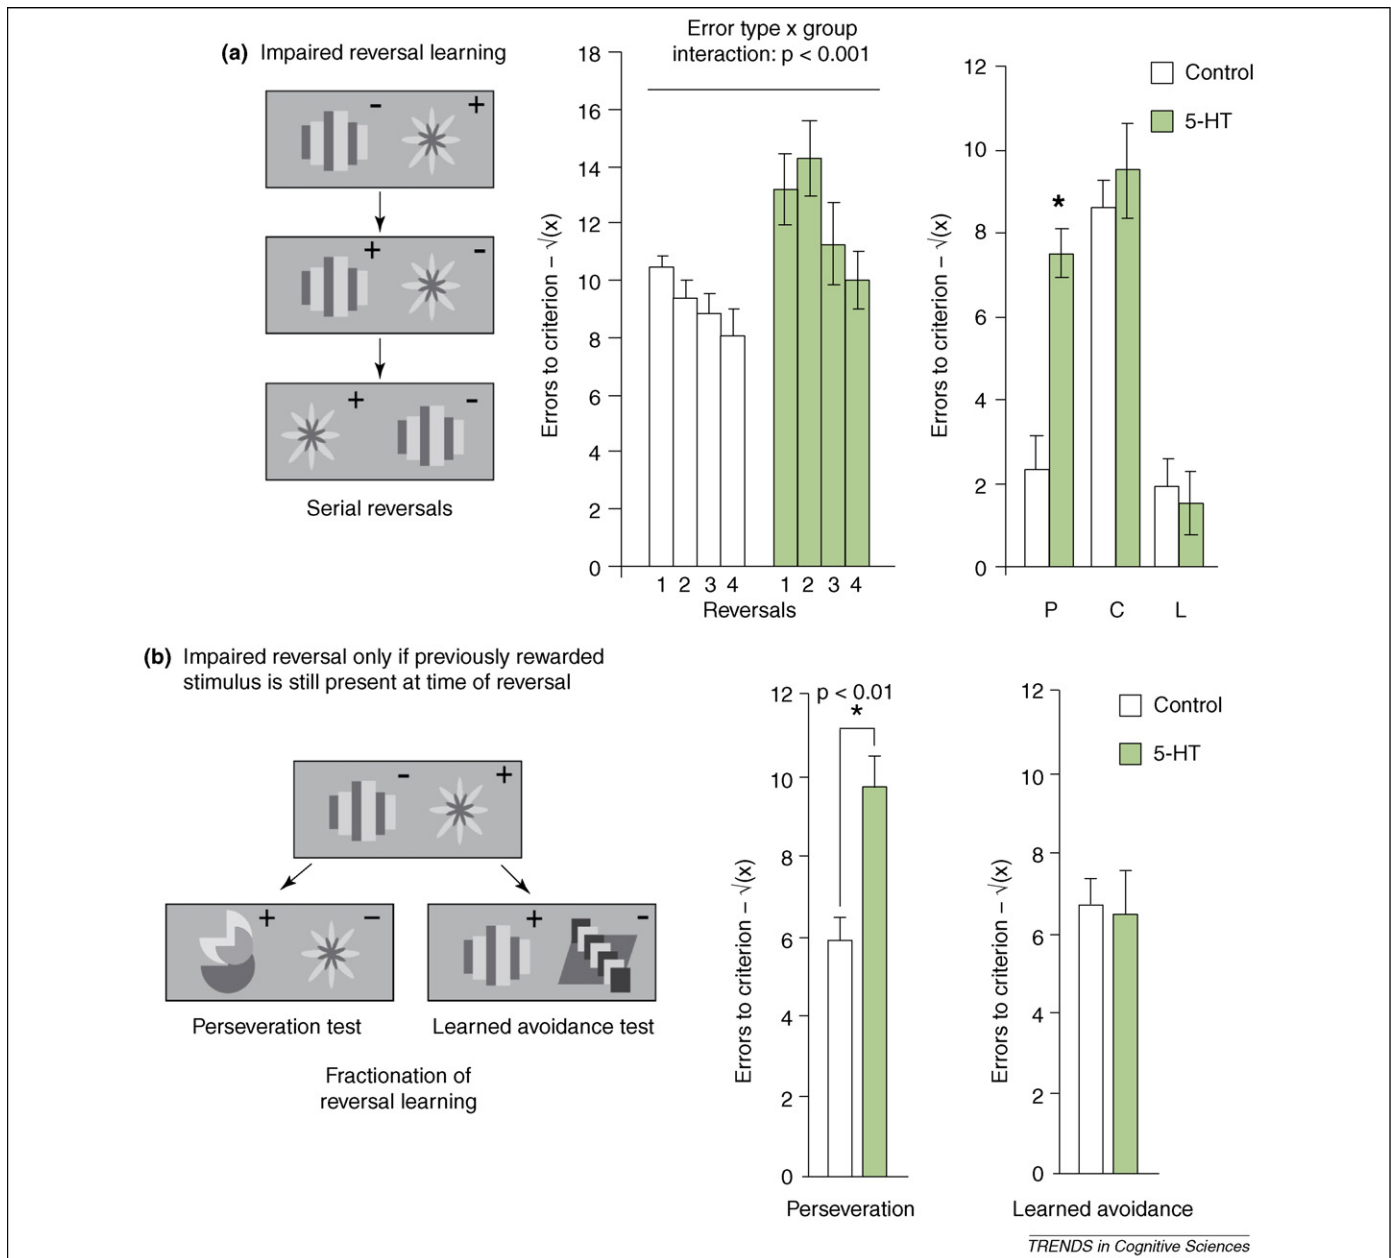 (a) Impaired reversal learning
- +
+ -
+ -
Serial reversals
Error type x group
interaction: p < 0.001
Errors to criterion – √(x)
18
16
14
12
10
8
6
4
2
0
1 2 3 4 1 2 3 4
Reversals
Errors to criterion – √(x)
12
10
8
6
4
2
0
*
P C L
Control
5-HT
(b) Impaired reversal only if previously rewarded
stimulus is still present at time of reversal
- +
+ –
+ -
Perseveration test
Learned avoidance test
Fractionation of
reversal learning
Errors to criterion – √(x)
12
10
8
6
4
2
0
p < 0.01
*
Perseveration
Errors to criterion – √(x)
12
10
8
6
4
2
0
Control
5-HT
Learned avoidance
TRENDS in Cognitive Sciences